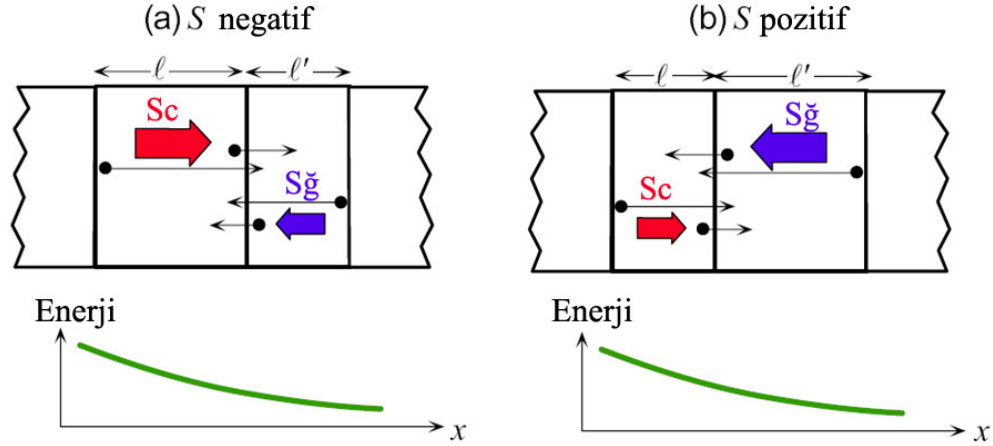 (a) S negatif
ℓ ℓ'
Sc
Sğ
Enerji
x
(b) S pozitif
ℓ ℓ'
Sğ
Sc
Enerji
x